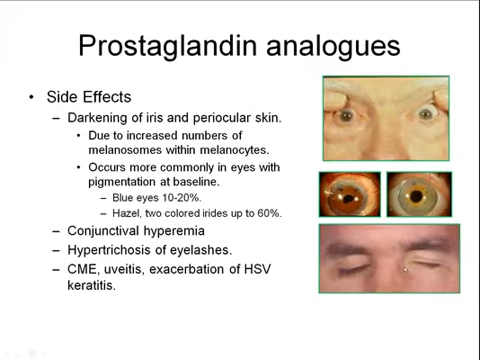 Prostaglandin analogues
• Side Effects
– Darkening of iris and periocular skin.
• Due to increased numbers of
melanosomes within melanocytes.
• Occurs more commonly in eyes with
pigmentation at baseline.
– Blue eyes 10-20%.
– Hazel, two colored irides up to 60%.
– Conjunctival hyperemia
– Hypertrichosis of eyelashes.
– CME, uveitis, exacerbation of HSV
keratitis.